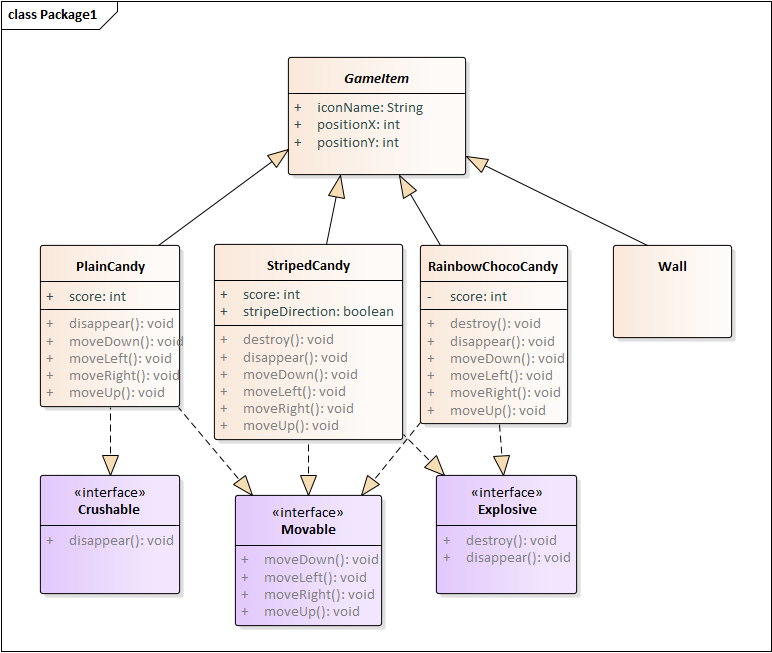 class Package1
GameItem
+ iconName: String
+ positionX: int
+ positionY: int
PlainCandy
+ score: int
+ disappear(): void
+ moveDown(): void
+ moveLeft(): void
+ moveRight(): void
+ moveUp(): void
StripedCandy
+ score: int
+ stripeDirection: boolean
+ destroy(): void
+ disappear(): void
+ moveDown(): void
+ moveLeft(): void
+ moveRight(): void
+ moveUp(): void
RainbowChocoCandy
- score: int
+ destroy(): void
+ disappear(): void
+ moveDown(): void
+ moveLeft(): void
+ moveRight(): void
+ moveUp(): void
Wall
«interface»
Crushable
+ disappear(): void
«interface»
Movable
+ moveDown(): void
+ moveLeft(): void
+ moveRight(): void
+ moveUp(): void
«interface»
Explosive
+ destroy(): void
+ disappear(): void